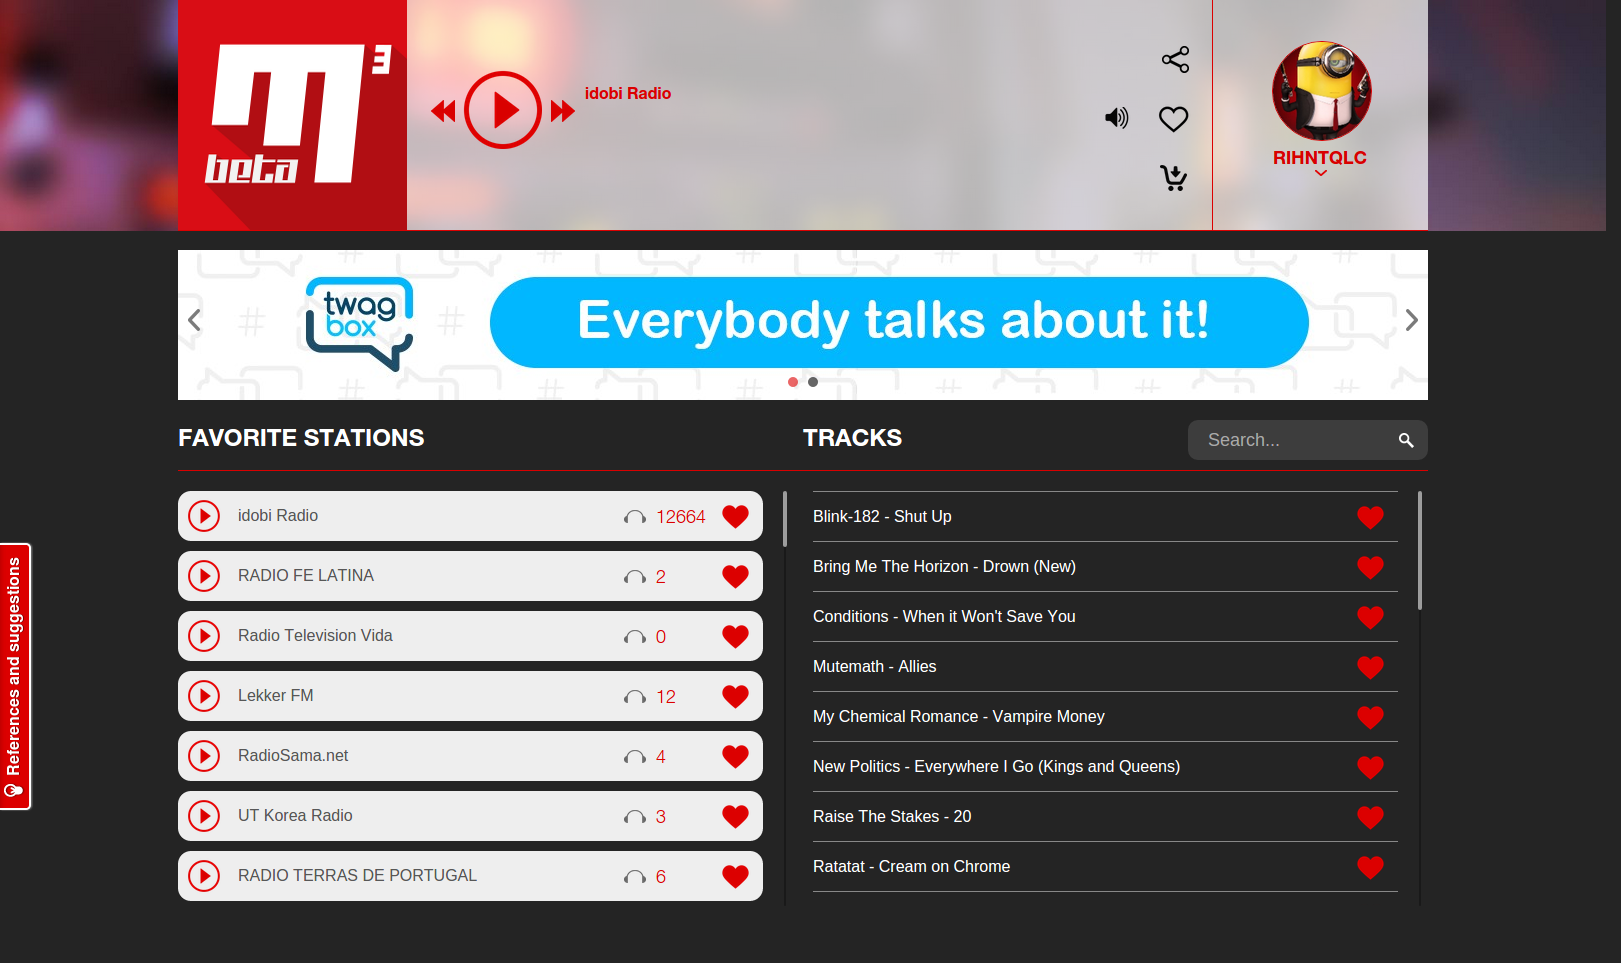 m3
beta
idobi Radio
RIHNTQLC
twag
box
Everybody talks about it!
FAVORITE STATIONS
TRACKS
Search...
idobi Radio 12664
RADIO FE LATINA 2
Radio Television Vida 0
Lekker FM 12
RadioSama.net 4
UT Korea Radio 3
RADIO TERRAS DE PORTUGAL 6
Blink-182 - Shut Up
Bring Me The Horizon - Drown (New)
Conditions - When it Won't Save You
Mutemath - Allies
My Chemical Romance - Vampire Money
New Politics - Everywhere I Go (Kings and Queens)
Raise The Stakes - 20
Ratatat - Cream on Chrome
References and suggestions